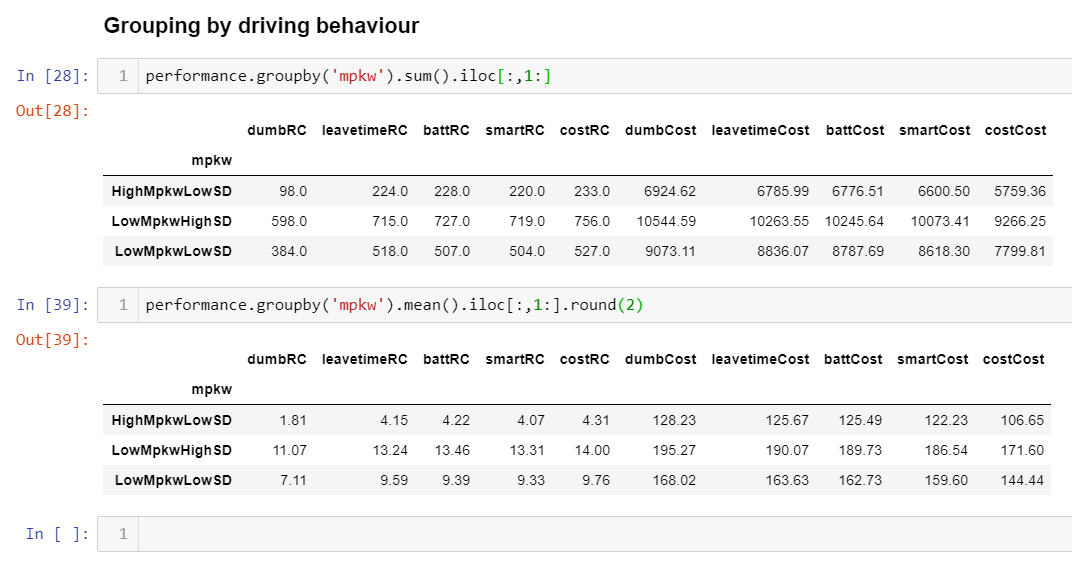 Grouping by driving behaviour
In [28]: 1 performance.groupby('mpkw').sum().iloc[:,1:]
Out[28]:
dumbRC leavetimeRC battRC smartRC costRC dumbCost leavetimeCost battCost smartCost costCost
mpkw
HighMpkwLowSD 98.0 224.0 228.0 220.0 233.0 6924.62 6785.99 6776.51 6600.50 5759.36
LowMpkwHighSD 598.0 715.0 727.0 719.0 756.0 10544.59 10263.55 10245.64 10073.41 9266.25
LowMpkwLowSD 384.0 518.0 507.0 504.0 527.0 9073.11 8836.07 8787.69 8618.30 7799.81
In [39]: 1 performance.groupby('mpkw').mean().iloc[:,1:].round(2)
Out[39]:
dumbRC leavetimeRC battRC smartRC costRC dumbCost leavetimeCost battCost smartCost costCost
mpkw
HighMpkwLowSD 1.81 4.15 4.22 4.07 4.31 128.23 125.67 125.49 122.23 106.65
LowMpkwHighSD 11.07 13.24 13.46 13.31 14.00 195.27 190.07 189.73 186.54 171.60
LowMpkwLowSD 7.11 9.59 9.39 9.33 9.76 168.02 163.63 162.73 159.60 144.44
In [ ]: 1